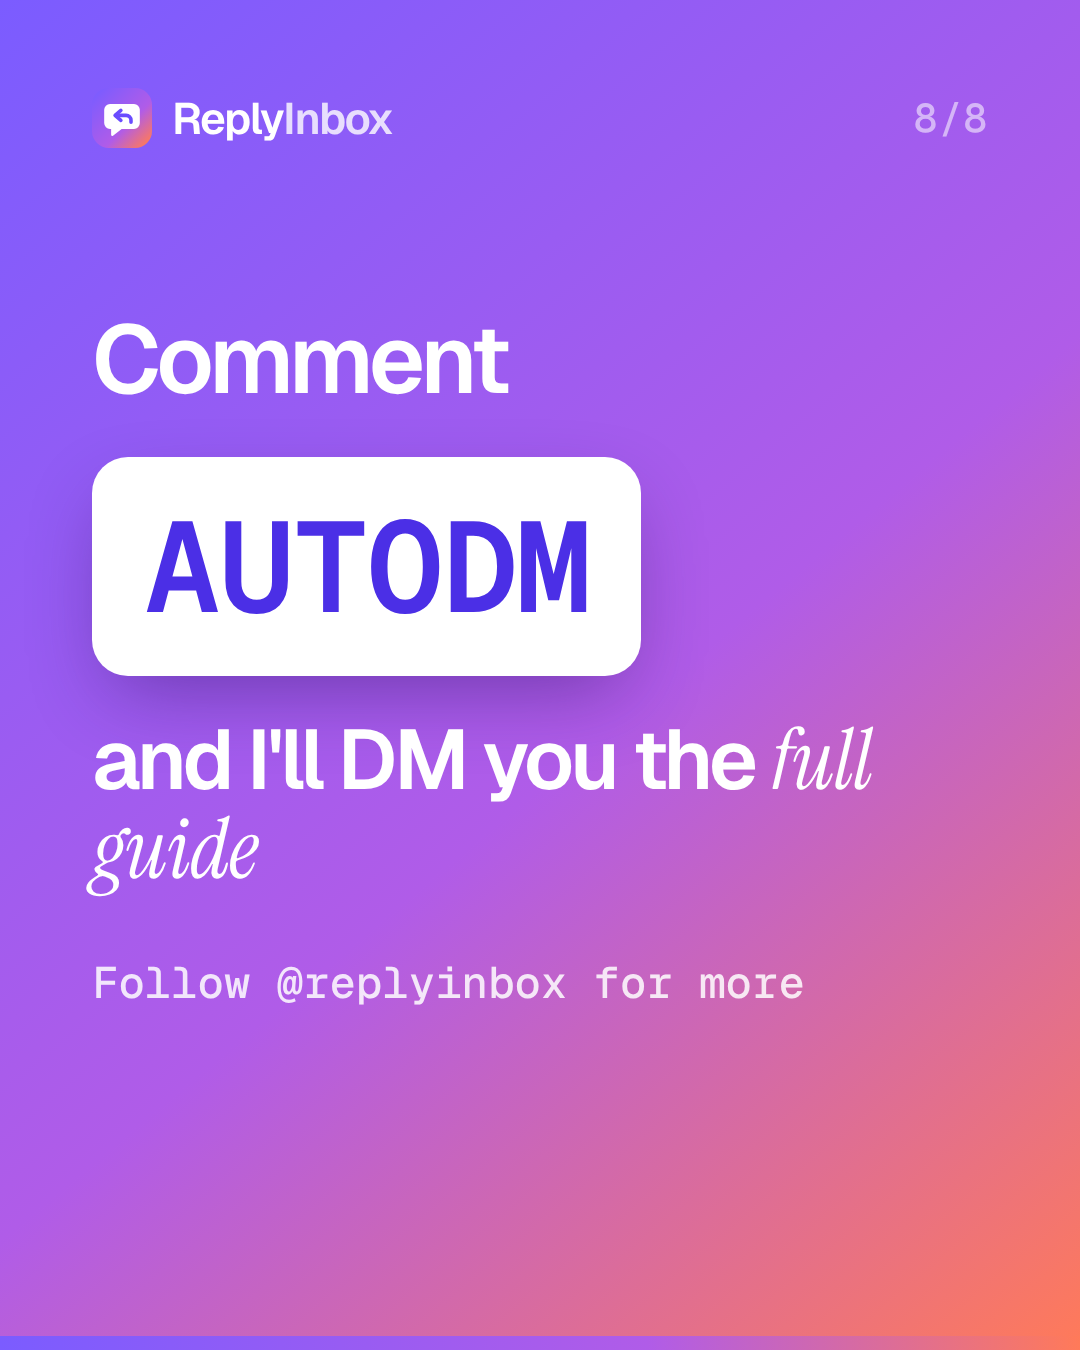 ReplyInbox
8/8
Comment
AUTODM
and I'll DM you the full
guide
Follow @replyinbox for more